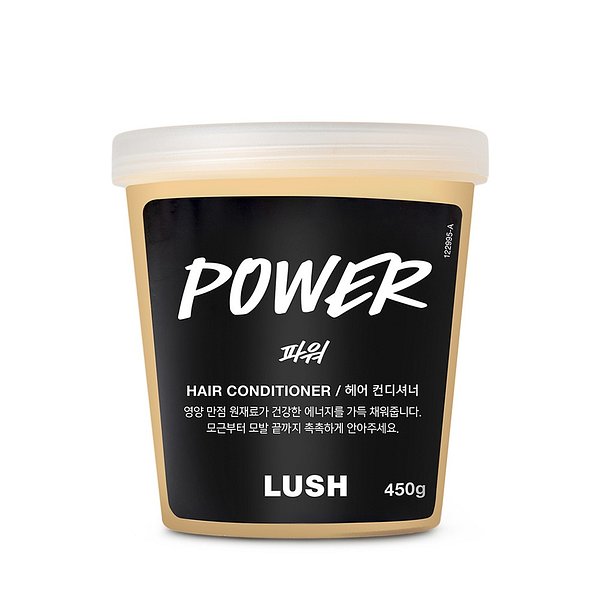 122995-A
POWER
파워
HAIR CONDITIONER / 헤어 컨디셔너
영양 만점 원재료가 건강한 에너지를 가득 채워줍니다.
모근부터 모발 끝까지 촉촉하게 안아주세요.
LUSH
450g